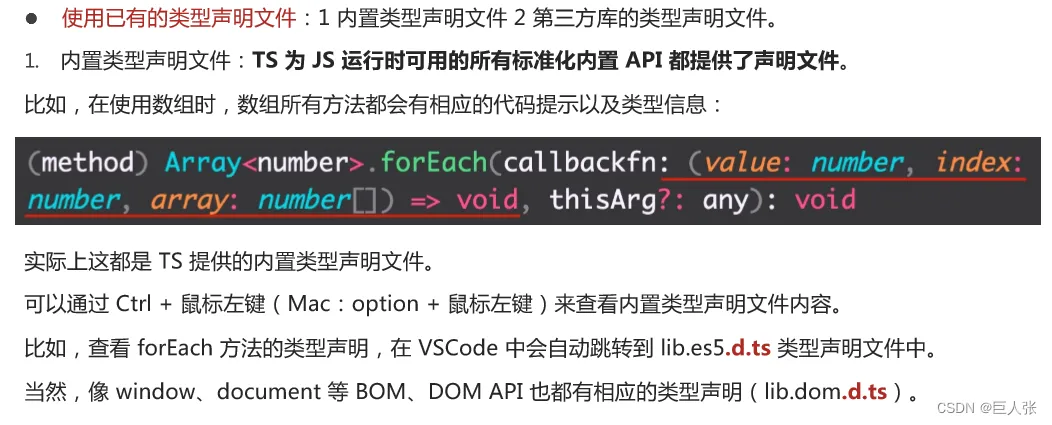 ● 使用已有的类型声明文件：1 内置类型声明文件 2 第三方库的类型声明文件。
1. 内置类型声明文件：TS 为 JS 运行时可用的所有标准化内置 API 都提供了声明文件。
比如，在使用数组时，数组所有方法都会有相应的代码提示以及类型信息：
(method) Array<number>.forEach(callbackfn: (value: number, index:
number, array: number[]) => void, thisArg?: any): void
实际上这都是 TS 提供的内置类型声明文件。
可以通过 Ctrl + 鼠标左键（Mac：option + 鼠标左键）来查看内置类型声明文件内容。
比如，查看 forEach 方法的类型声明，在 VSCode 中会自动跳转到 lib.es5.d.ts 类型声明文件中。
当然，像 window、document 等 BOM、DOM API 也都有相应的类型声明（lib.dom.d.ts）。
CSDN @巨人张